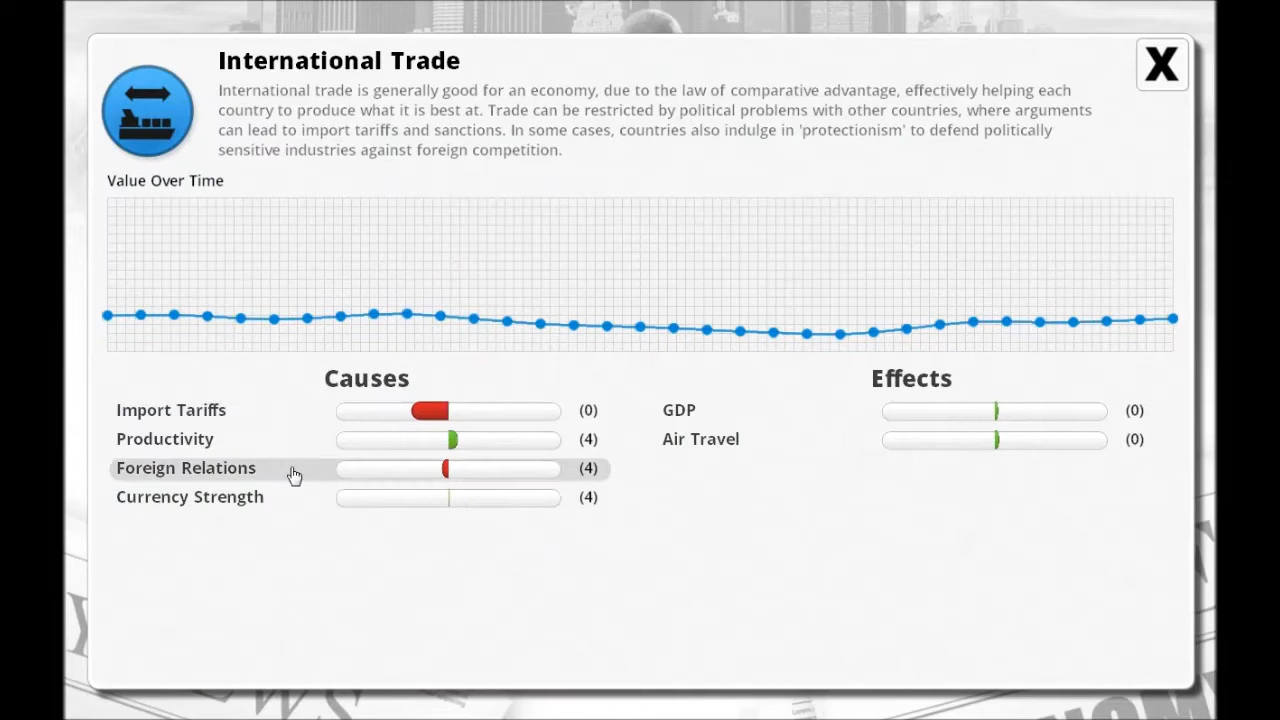 International Trade
X
International trade is generally good for an economy, due to the law of comparative advantage, effectively helping each
country to produce what it is best at. Trade can be restricted by political problems with other countries, where arguments
can lead to import tariffs and sanctions. In some cases, countries also indulge in 'protectionism' to defend politically
sensitive industries against foreign competition.
Value Over Time
Causes
Effects
Import Tariffs (0)
GDP (0)
Productivity (4)
Air Travel (0)
Foreign Relations (4)
Currency Strength (4)